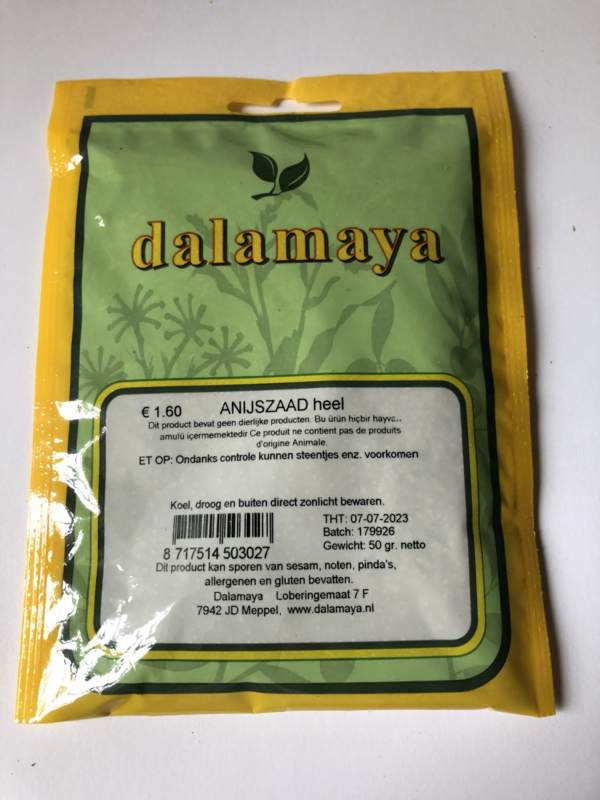 dalamaya
€ 1.60 ANIJSZAAD heel
Dit product bevat geen dierlijke producten. Bu ürün hiçbir
amulü içermemektedir Ce produit ne contient pas de produits
d'origine Animale.
ET OP: Ondanks controle kunnen steentjes enz. voorkomen
Koel, droog en buiten direct zonlicht bewaren.
THT: 07-07-2023
Batch: 179926
Gewicht: 50 gr. netto
8 717514 503027
Dit product kan sporen van sesam, noten, pinda's,
allergenen en gluten bevatten.
Dalamaya Loberingemaat 7 F
7942 JD Meppel, www.dalamaya.nl